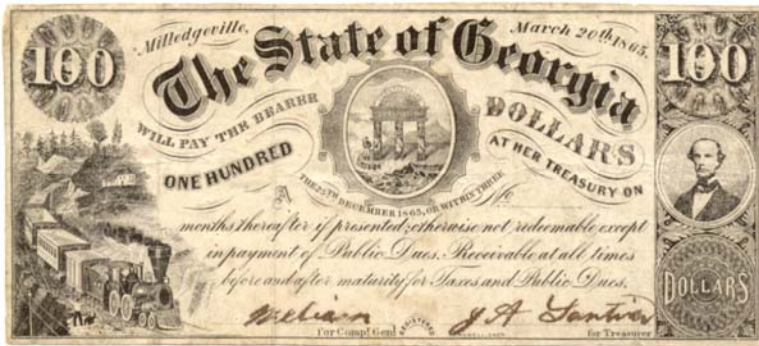 Milledgeville, March 20th 1865.
100 100
The State of Georgia
WILL PAY THE BEARER
ONE HUNDRED DOLLARS
AT HER TREASURY ON
THE 25TH DECEMBER 1865, OR WITHIN THREE
months thereafter if presented, otherwise not redeemable except
in payment of Public Dues. Receivable at all times
before and after maturity for Taxes and Public Dues.
DOLLARS
J A
For Compl Genl REGISTERED for Treasurer